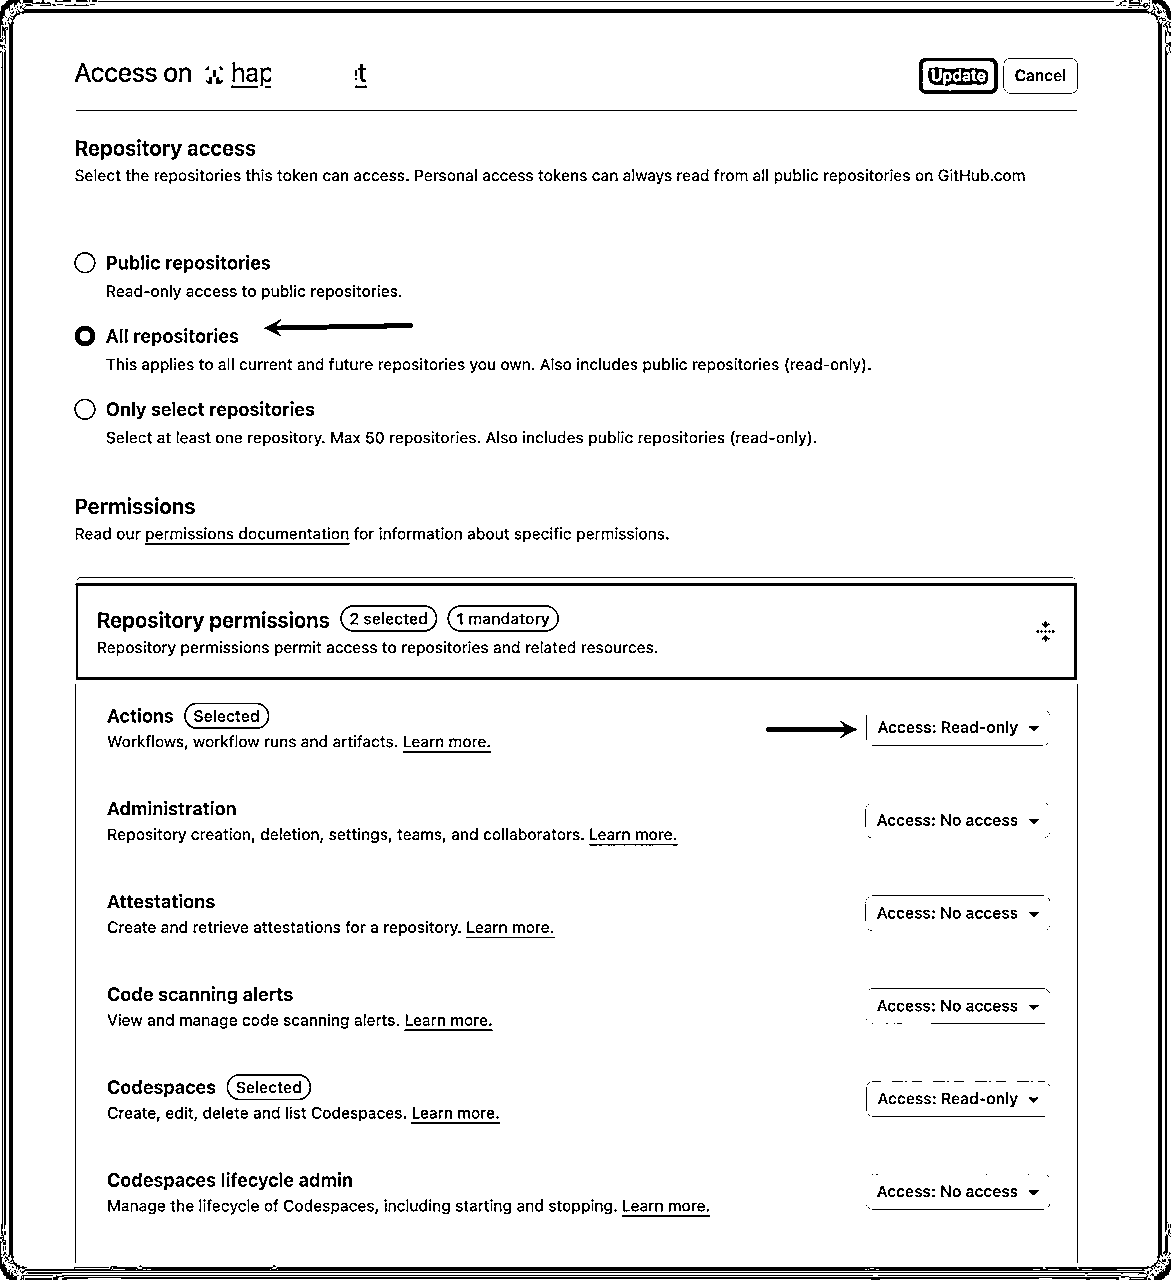 Access on hap t
Update
Cancel
Repository access
Select the repositories this token can access. Personal access tokens can always read from all public repositories on GitHub.com
Public repositories
Read-only access to public repositories.
All repositories
This applies to all current and future repositories you own. Also includes public repositories (read-only).
Only select repositories
Select at least one repository. Max 50 repositories. Also includes public repositories (read-only).
Permissions
Read our permissions documentation for information about specific permissions.
Repository permissions 2 selected 1 mandatory
Repository permissions permit access to repositories and related resources.
Actions Selected
Workflows, workflow runs and artifacts. Learn more.
Access: Read-only
Administration
Repository creation, deletion, settings, teams, and collaborators. Learn more.
Access: No access
Attestations
Create and retrieve attestations for a repository. Learn more.
Access: No access
Code scanning alerts
View and manage code scanning alerts. Learn more.
Access: No access
Codespaces Selected
Create, edit, delete and list Codespaces. Learn more.
Access: Read-only
Codespaces lifecycle admin
Manage the lifecycle of Codespaces, including starting and stopping. Learn more.
Access: No access